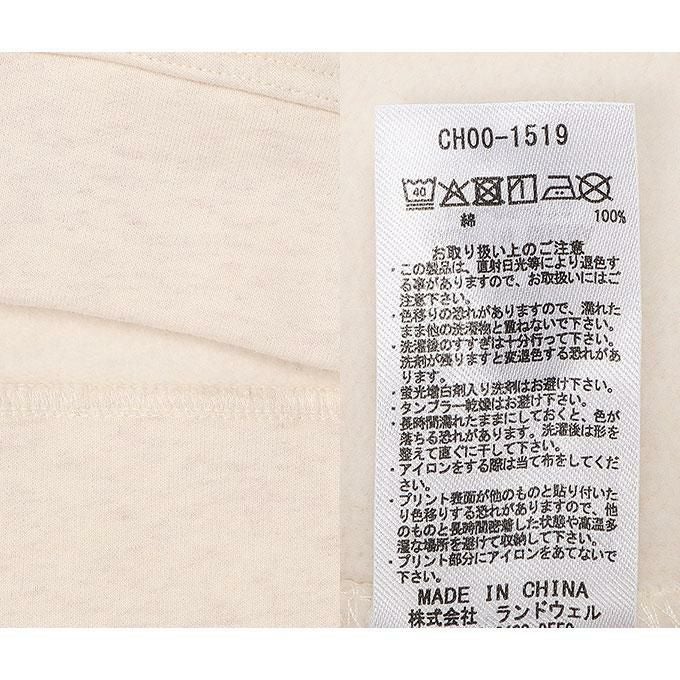 CH00-1519
40
綿 100%
お取り扱い上のご注意
・この製品は、直射日光等により退色す
る事がありますので、お取扱いにはご
注意下さい。
・色移りの恐れがありますので、濡れた
まま他の洗濯物と重ねないで下さい。
・洗濯後のすすぎは十分行って下さい。
洗剤が残りますと変退色する恐れがあ
ります。
・蛍光増白剤入り洗剤はお避け下さい。
・タンブラー乾燥はお避け下さい。
・長時間濡れたままにしておくと、色が
落ちる恐れがあります。洗濯後は形を
整えて直ぐに干して下さい。
・アイロンをする際は当て布をしてくだ
さい。
・プリント表面が他のものと貼り付いた
り色移りする恐れがありますので、他
のものと長時間密着した状態や高温多
湿な場所を避けて収納して下さい。
・プリント部分にアイロンをあてないで
下さい。
MADE IN CHINA
株式会社 ランドウェル